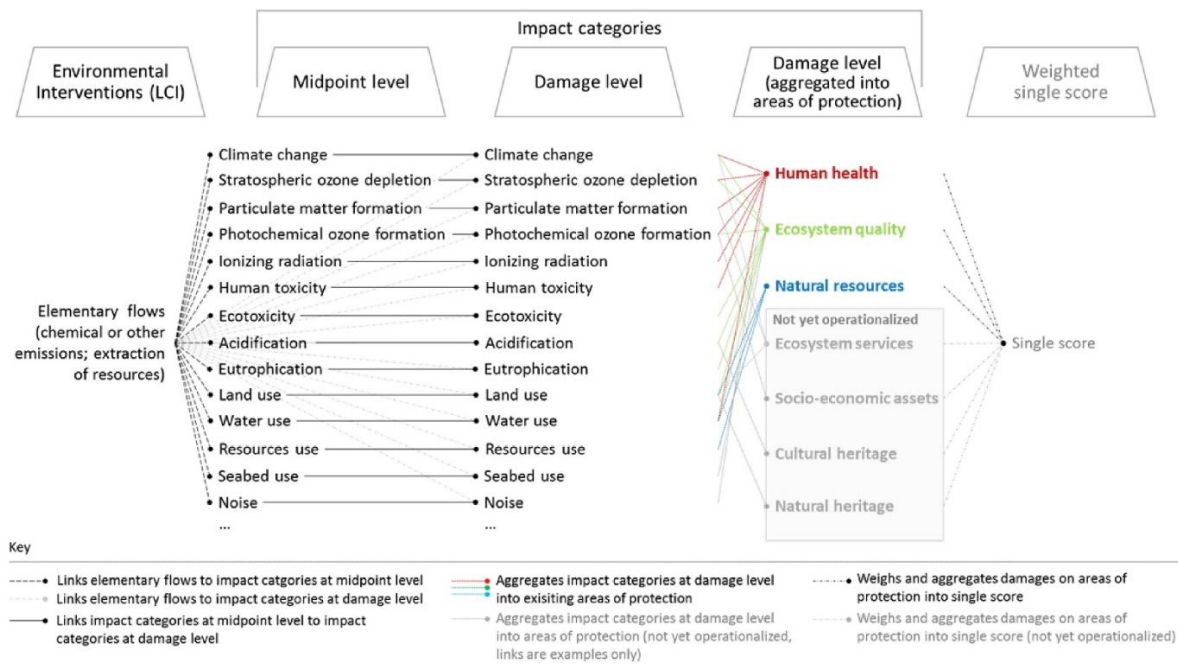 Impact categories
Environmental
Interventions (LCI)
Midpoint level
Damage level
Damage level
(aggregated into
areas of protection)
Weighted
single score
Elementary flows
(chemical or other
emissions; extraction
of resources)
Climate change
Stratospheric ozone depletion
Particulate matter formation
Photochemical ozone formation
Ionizing radiation
Human toxicity
Ecotoxicity
Acidification
Eutrophication
Land use
Water use
Resources use
Seabed use
Noise
...
Climate change
Stratospheric ozone depletion
Particulate matter formation
Photochemical ozone formation
Ionizing radiation
Human toxicity
Ecotoxicity
Acidification
Eutrophication
Land use
Water use
Resources use
Seabed use
Noise
...
Human health
Ecosystem quality
Natural resources
Not yet operationalized
Ecosystem services
Socio-economic assets
Cultural heritage
Natural heritage
Single score
Key
Links elementary flows to impact catgories at midpoint level
Links elementary flows to impact categories at damage level
Links impact categories at midpoint level to impact
categories at damage level
Aggregates impact categories at damage level
into exisiting areas of protection
Aggregates impact categories at damage level
into areas of protection (not yet operationalized,
links are examples only)
Weighs and aggregates damages on areas of
protection into single score
Weighs and aggregates damages on areas of
protection into single score (not yet operationalized)